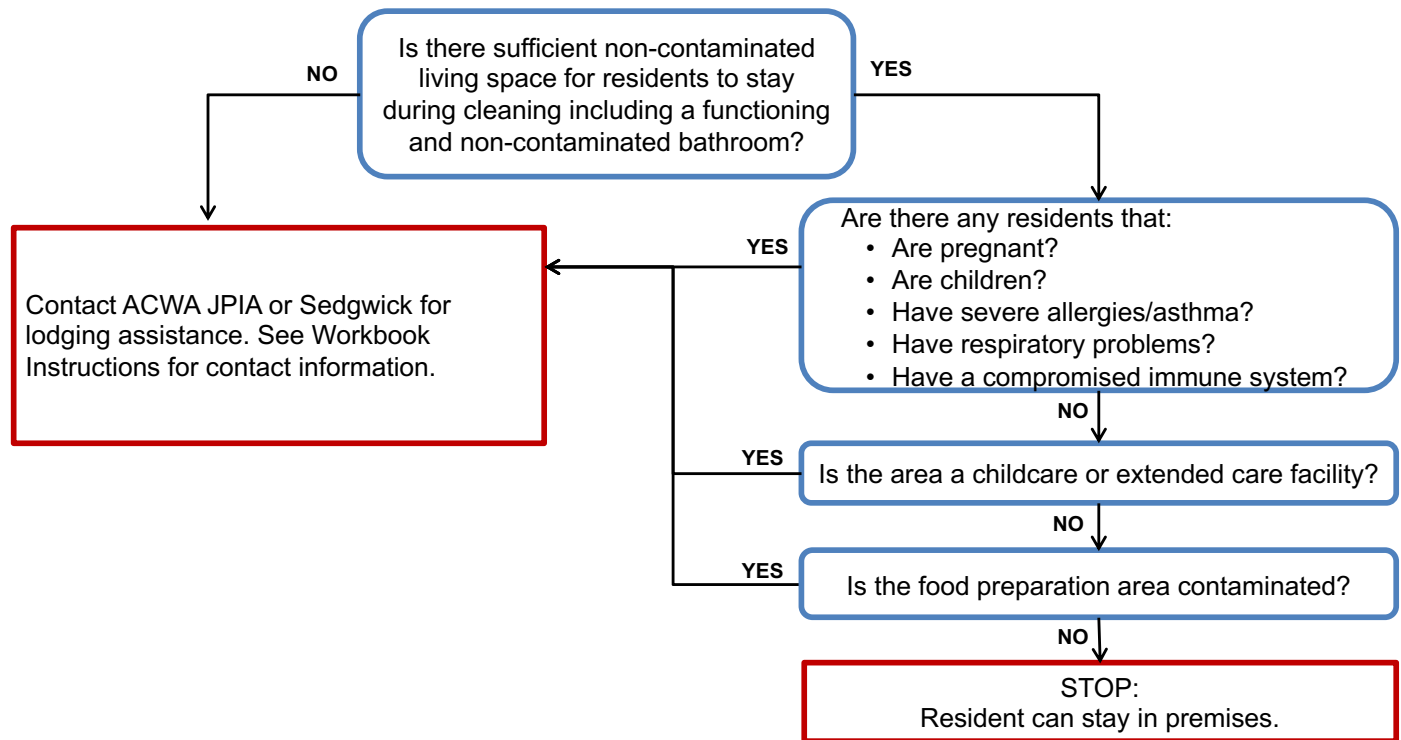 Is there sufficient non-contaminated
living space for residents to stay
during cleaning including a functioning
and non-contaminated bathroom?
NO
YES
Contact ACWA JPIA or Sedgwick for
lodging assistance. See Workbook
Instructions for contact information.
YES
Are there any residents that:
• Are pregnant?
• Are children?
• Have severe allergies/asthma?
• Have respiratory problems?
• Have a compromised immune system?
NO
YES
Is the area a childcare or extended care facility?
NO
YES
Is the food preparation area contaminated?
NO
STOP:
Resident can stay in premises.